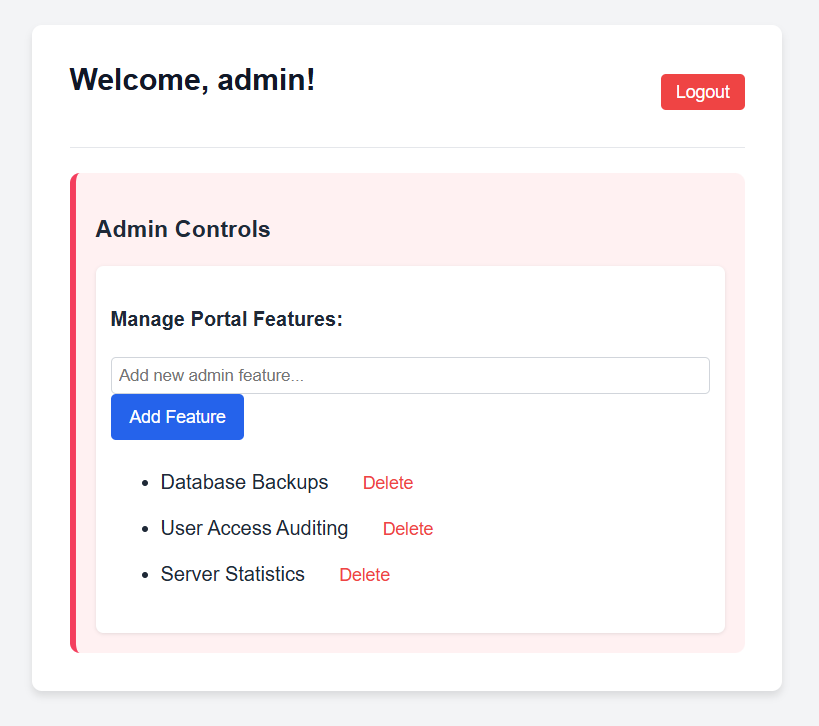 Welcome, admin!
Logout
Admin Controls
Manage Portal Features:
Add new admin feature...
Add Feature
Database Backups Delete
User Access Auditing Delete
Server Statistics Delete